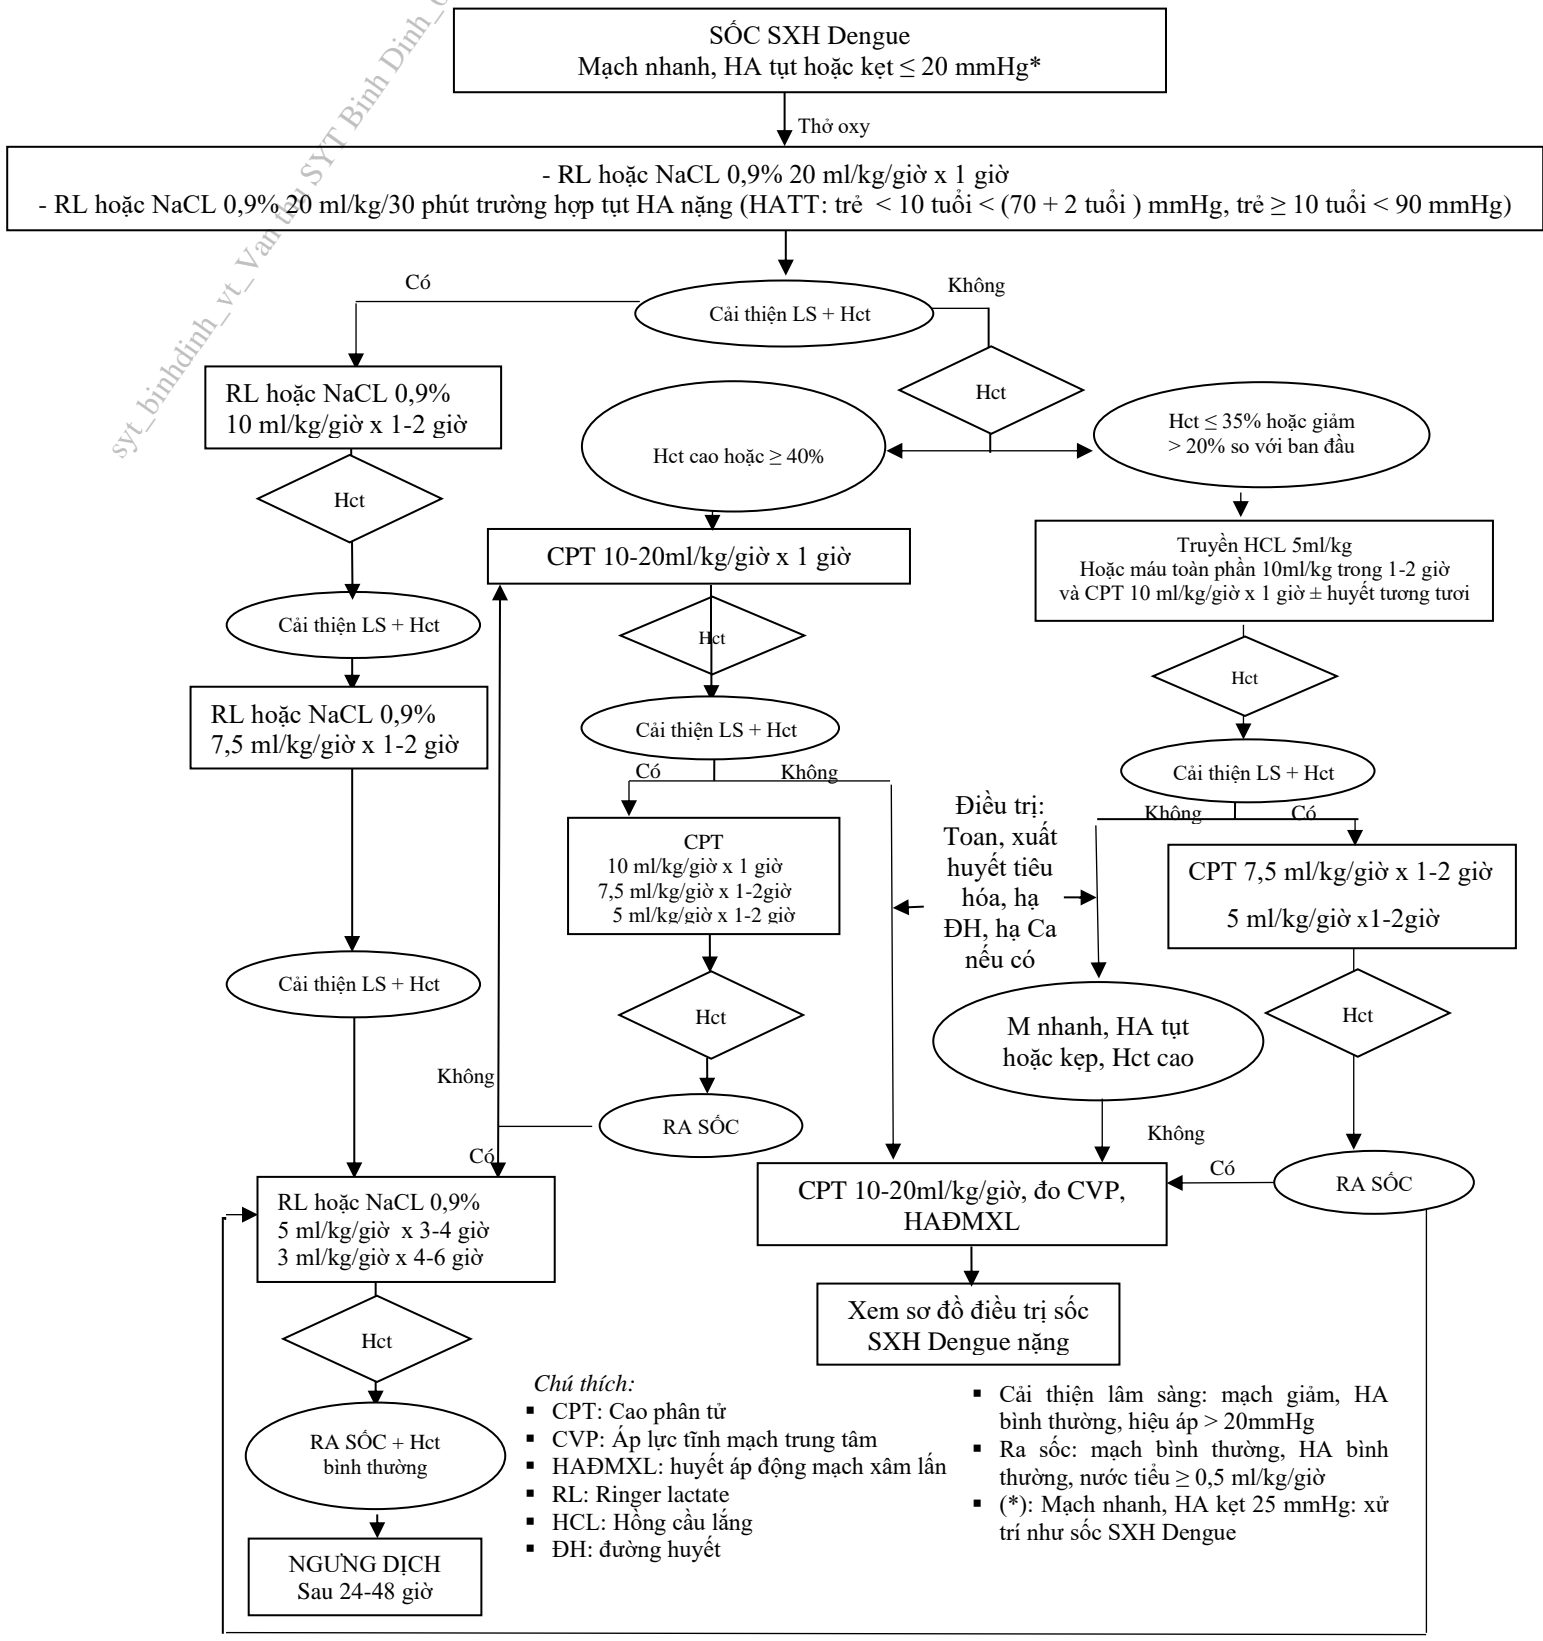 SỐC SXH Dengue
Mạch nhanh, HA tụt hoặc kẹt ≤ 20 mmHg*
Thở oxy
- RL hoặc NaCL 0,9% 20 ml/kg/giờ x 1 giờ
- RL hoặc NaCL 0,9% 20 ml/kg/30 phút trường hợp tụt HA nặng (HATT: trẻ < 10 tuổi < (70 + 2 tuổi ) mmHg, trẻ ≥ 10 tuổi < 90 mmHg)
syt_binhdinh_vt_Van thu SYT Binh Dinh_
Có
Cải thiện LS + Hct
Không
RL hoặc NaCL 0,9%
10 ml/kg/giờ x 1-2 giờ
Hct
Cải thiện LS + Hct
RL hoặc NaCL 0,9%
7,5 ml/kg/giờ x 1-2 giờ
Cải thiện LS + Hct
Hct
Hct cao hoặc ≥ 40%
Hct ≤ 35% hoặc giảm
> 20% so với ban đầu
CPT 10-20ml/kg/giờ x 1 giờ
Hct
Cải thiện LS + Hct
Có
Không
CPT
10 ml/kg/giờ x 1 giờ
7,5 ml/kg/giờ x 1-2giờ
5 ml/kg/giờ x 1-2 giờ
Hct
RA SỐC
Không
Có
Truyền HCL 5ml/kg
Hoặc máu toàn phần 10ml/kg trong 1-2 giờ
và CPT 10 ml/kg/giờ x 1 giờ ± huyết tương tươi
Hct
Cải thiện LS + Hct
Không
Có
Điều trị:
Toan, xuất
huyết tiêu
hóa, hạ
ĐH, hạ Ca
nếu có
CPT 7,5 ml/kg/giờ x 1-2 giờ
5 ml/kg/giờ x1-2giờ
Hct
M nhanh, HA tụt
hoặc kẹp, Hct cao
Không
Có
RA SỐC
CPT 10-20ml/kg/giờ, đo CVP,
HAĐMXL
Xem sơ đồ điều trị sốc
SXH Dengue nặng
RL hoặc NaCL 0,9%
5 ml/kg/giờ x 3-4 giờ
3 ml/kg/giờ x 4-6 giờ
Hct
RA SỐC + Hct
bình thường
NGƯNG DỊCH
Sau 24-48 giờ
Chú thích:
▪ CPT: Cao phân tử
▪ CVP: Áp lực tĩnh mạch trung tâm
▪ HAĐMXL: huyết áp động mạch xâm lấn
▪ RL: Ringer lactate
▪ HCL: Hồng cầu lắng
▪ ĐH: đường huyết
▪ Cải thiện lâm sàng: mạch giảm, HA
bình thường, hiệu áp > 20mmHg
▪ Ra sốc: mạch bình thường, HA bình
thường, nước tiểu ≥ 0,5 ml/kg/giờ
▪ (*): Mạch nhanh, HA kẹt 25 mmHg: xử
trí như sốc SXH Dengue